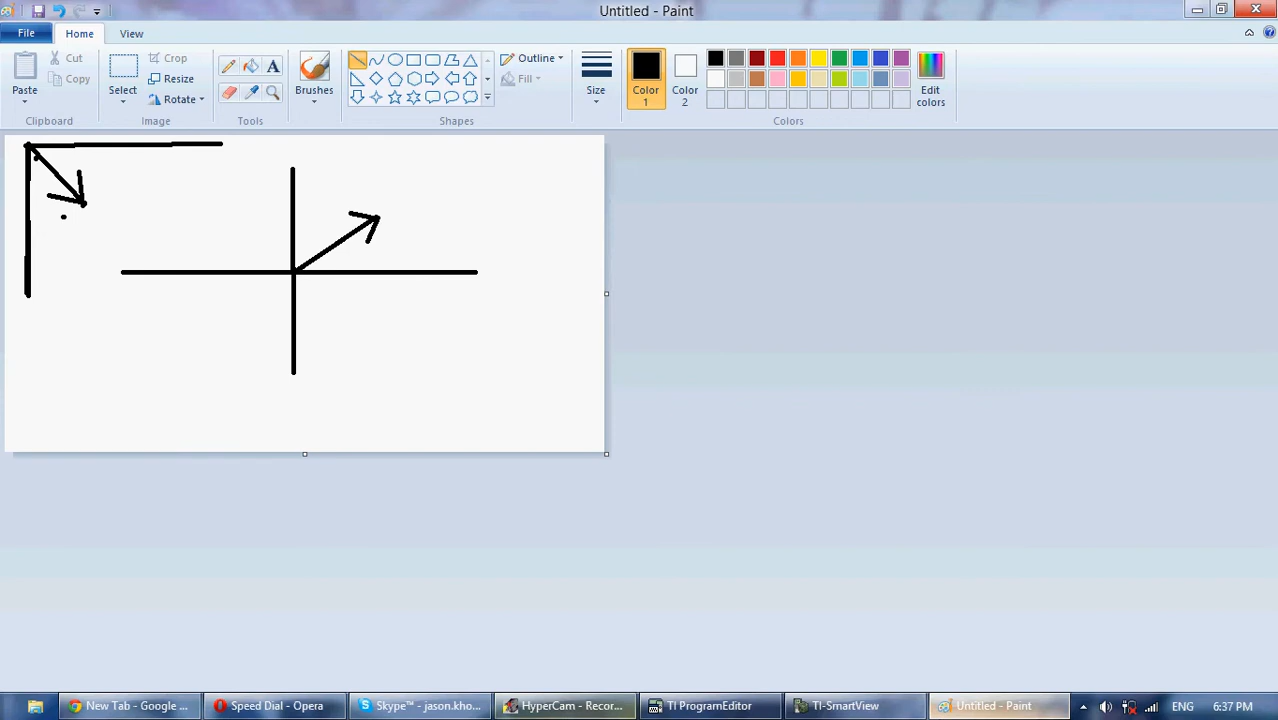 Untitled - Paint
File
Home
View
Paste
Cut
Copy
Clipboard
Select
Crop
Resize
Rotate
Image
A
Tools
Brushes
Outline
Fill
Shapes
Size
Color 1
Color 2
Edit colors
Colors
New Tab - Google ...
Speed Dial - Opera
Skype™ - jason.kho...
HyperCam - Recor...
TI ProgramEditor
TI-SmartView
Untitled - Paint
6:37 PM